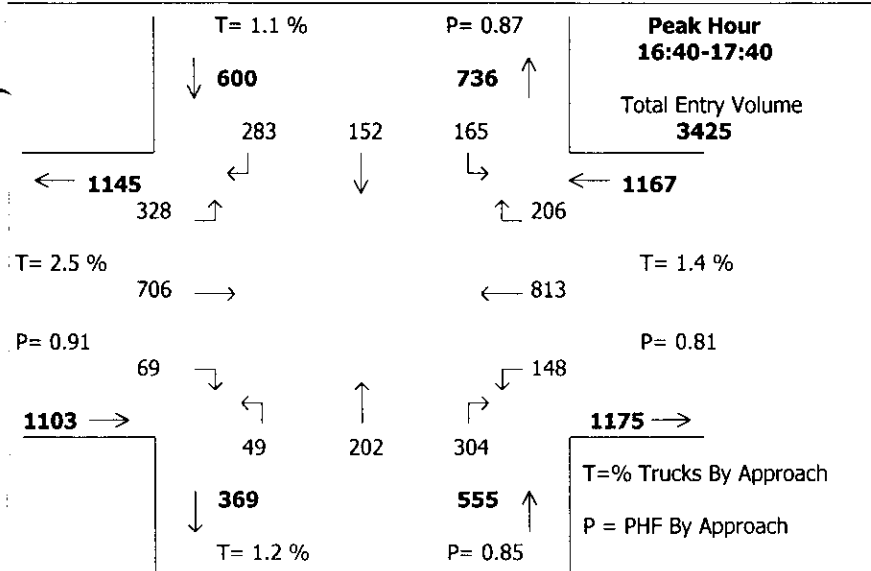 T= 1.1 % P= 0.87 Peak Hour
16:40-17:40
600 736
Total Entry Volume
283 152 165 3425
1145 1167
328 206
T= 2.5 % T= 1.4 %
706 813
P= 0.91 P= 0.81
69 148
1103 1175
49 202 304
T=% Trucks By Approach
369 555
P = PHF By Approach
T= 1.2 % P= 0.85